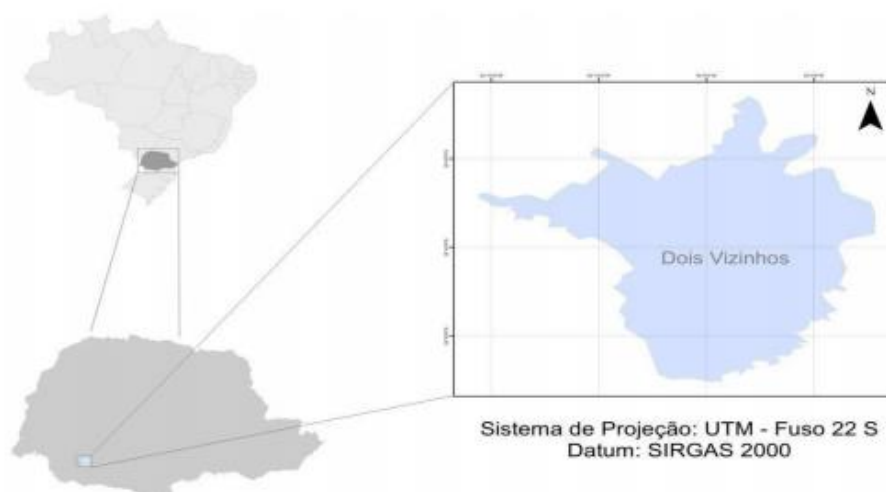 N
Dois Vizinhos
Sistema de Projeção: UTM - Fuso 22 S
Datum: SIRGAS 2000